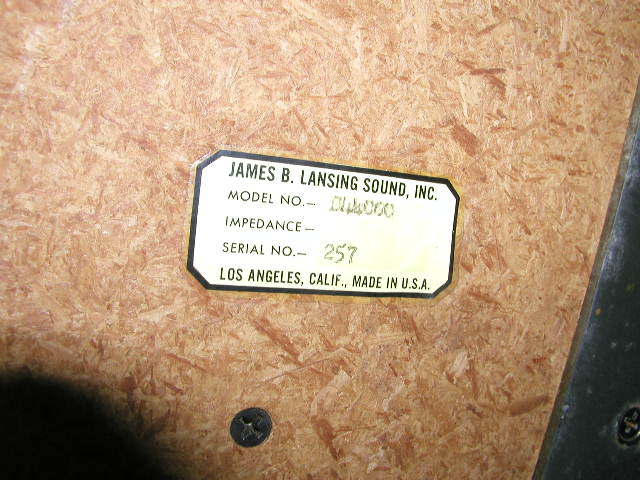 JAMES B. LANSING SOUND, INC.
MODEL NO.— D44000
IMPEDANCE —
SERIAL NO.— 257
LOS ANGELES, CALIF., MADE IN U.S.A.